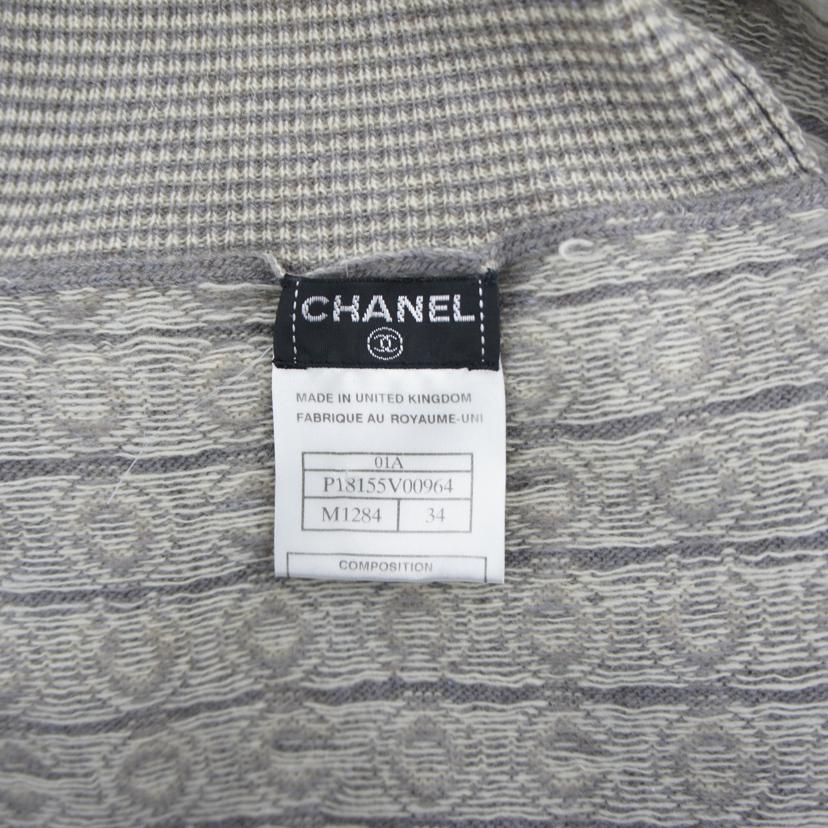 CHANEL
MADE IN UNITED KINGDOM
FABRIQUE AU ROYAUME-UNI
01A
P18155V00964
M1284 34
COMPOSITION